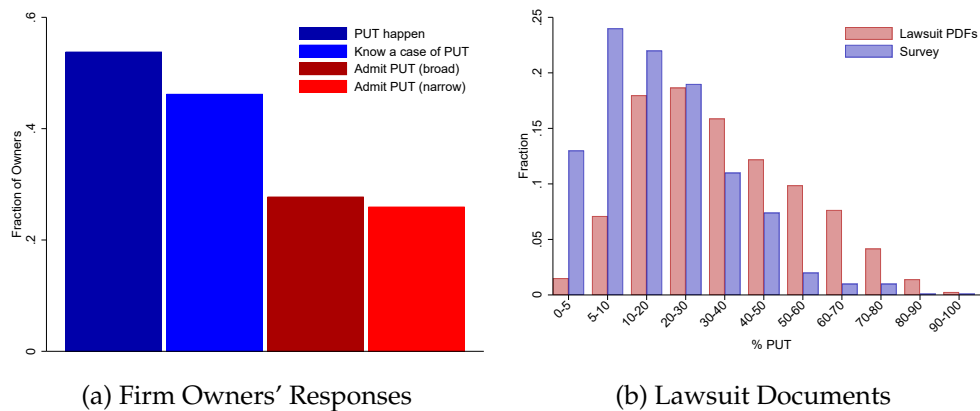 Fraction of Owners
0
.2
.4
.6
PUT happen
Know a case of PUT
Admit PUT (broad)
Admit PUT (narrow)
(a) Firm Owners’ Responses
Fraction
0
.05
.1
.15
.2
.25
Lawsuit PDFs
Survey
0-5
5-10
10-20
20-30
30-40
40-50
50-60
60-70
70-80
80-90
90-100
% PUT
(b) Lawsuit Documents